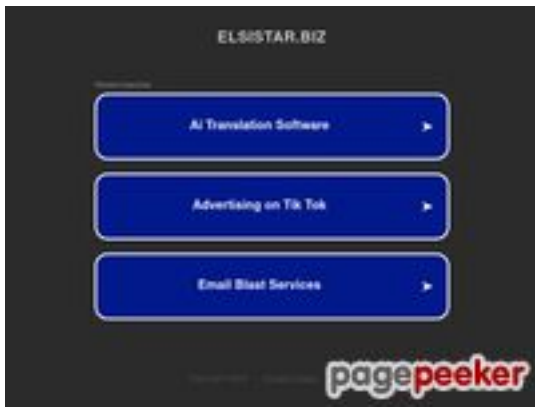 ELSISTAR.BIZ
Ai Translation Software
Advertising on Tik Tok
Email Blast Services
pagepeeker